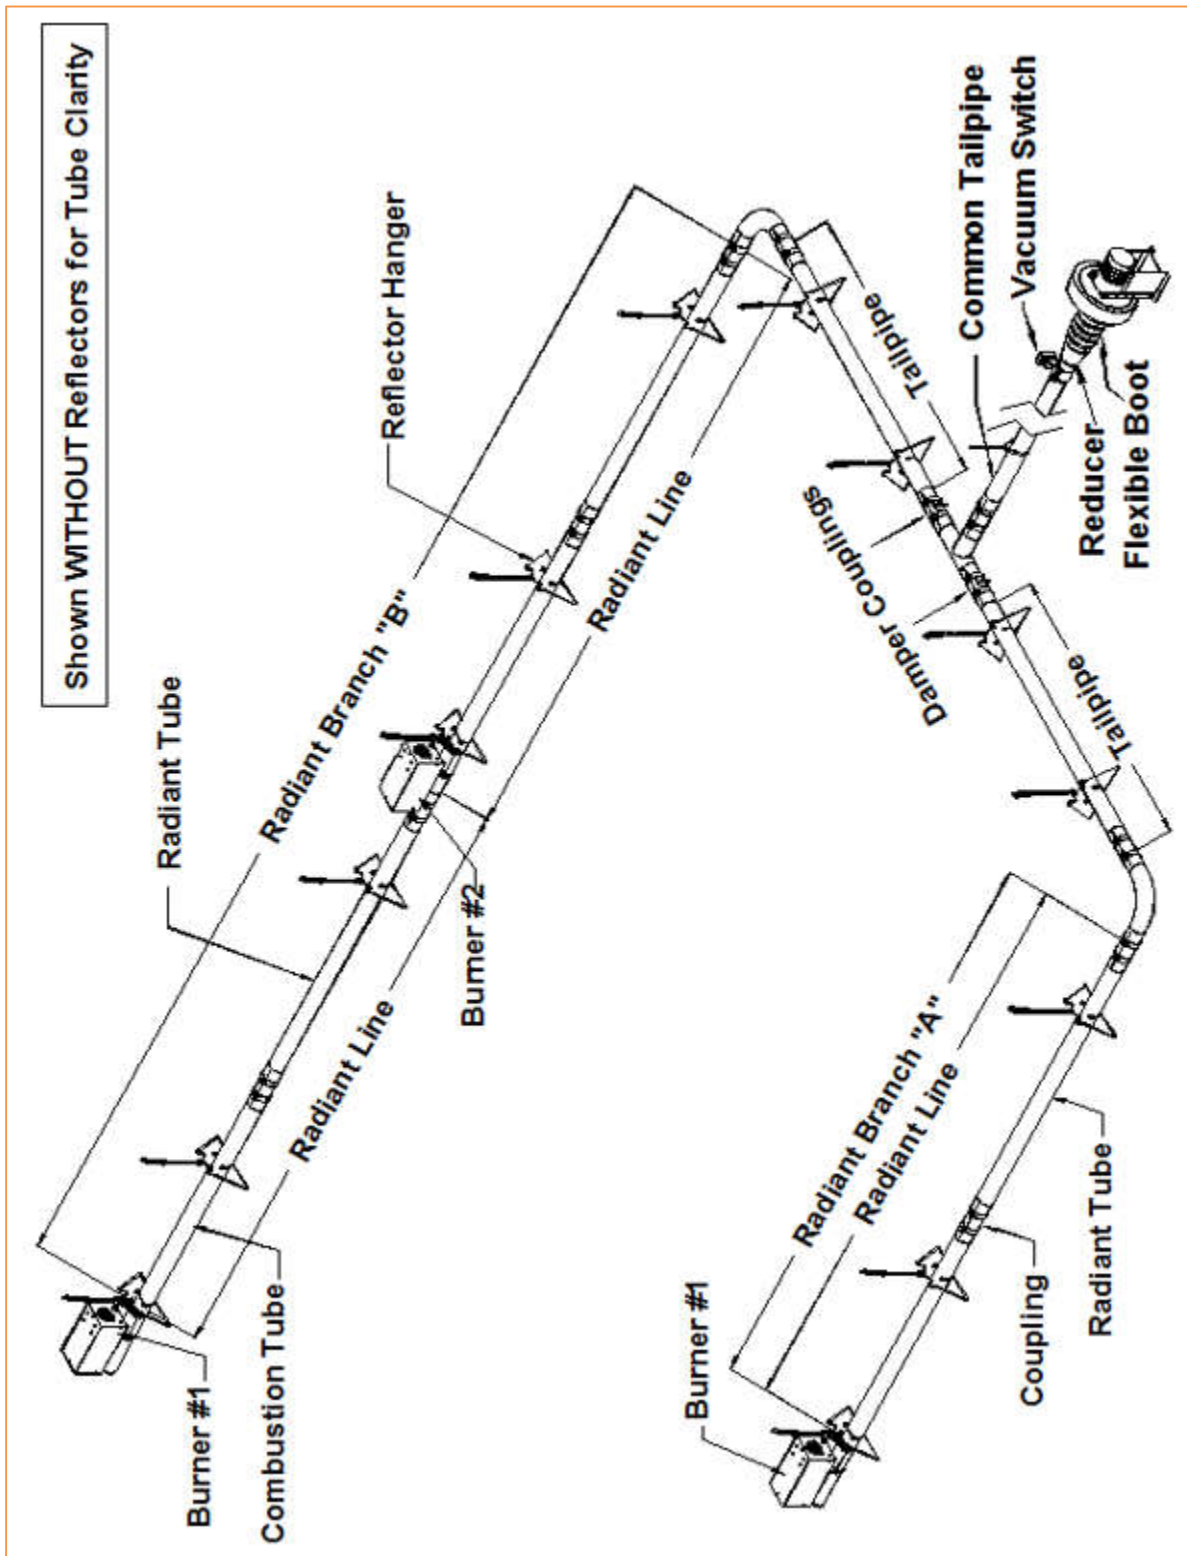 Shown WITHOUT Reflectors for Tube Clarity
Radiant Tube
Reflector Hanger
Radiant Branch "B"
Burner #1
Combustion Tube
Radiant Line
Burner #2
Radiant Line
Tailpipe
Damper Couplings
Common Tailpipe
Vacuum Switch
Reducer
Flexible Boot
Tailpipe
Burner #1
Radiant Branch "A"
Radiant Line
Coupling
Radiant Tube